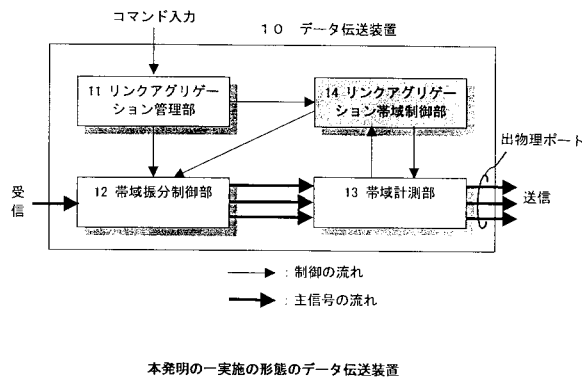 コマンド入力
10 データ伝送装置
11 リンクアグリゲー
ション管理部
14 リンクアグリゲー
ション帯域制御部
出物理ポート
受
信
12 帯域振分制御部
13 帯域計測部
送信
:制御の流れ
:主信号の流れ
本発明の一実施の形態のデータ伝送装置